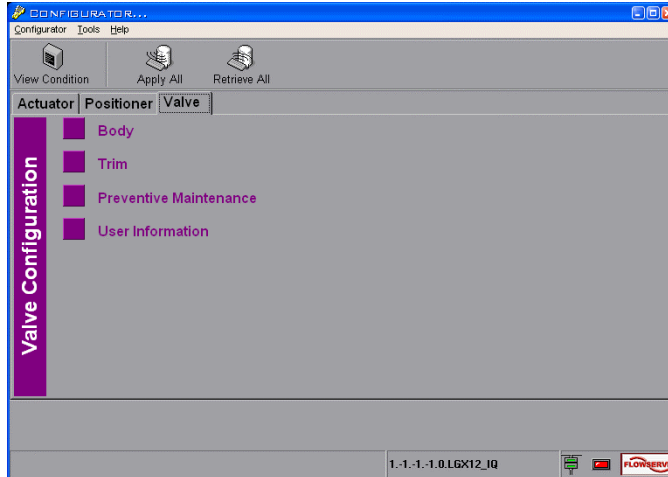 CONFIGURATOR...
Configurator Tools Help
View Condition Apply All Retrieve All
Actuator Positioner Valve
Valve Configuration
Body
Trim
Preventive Maintenance
User Information
1.-1.-1.-1.0.LGX12_IQ
FLOWSERV